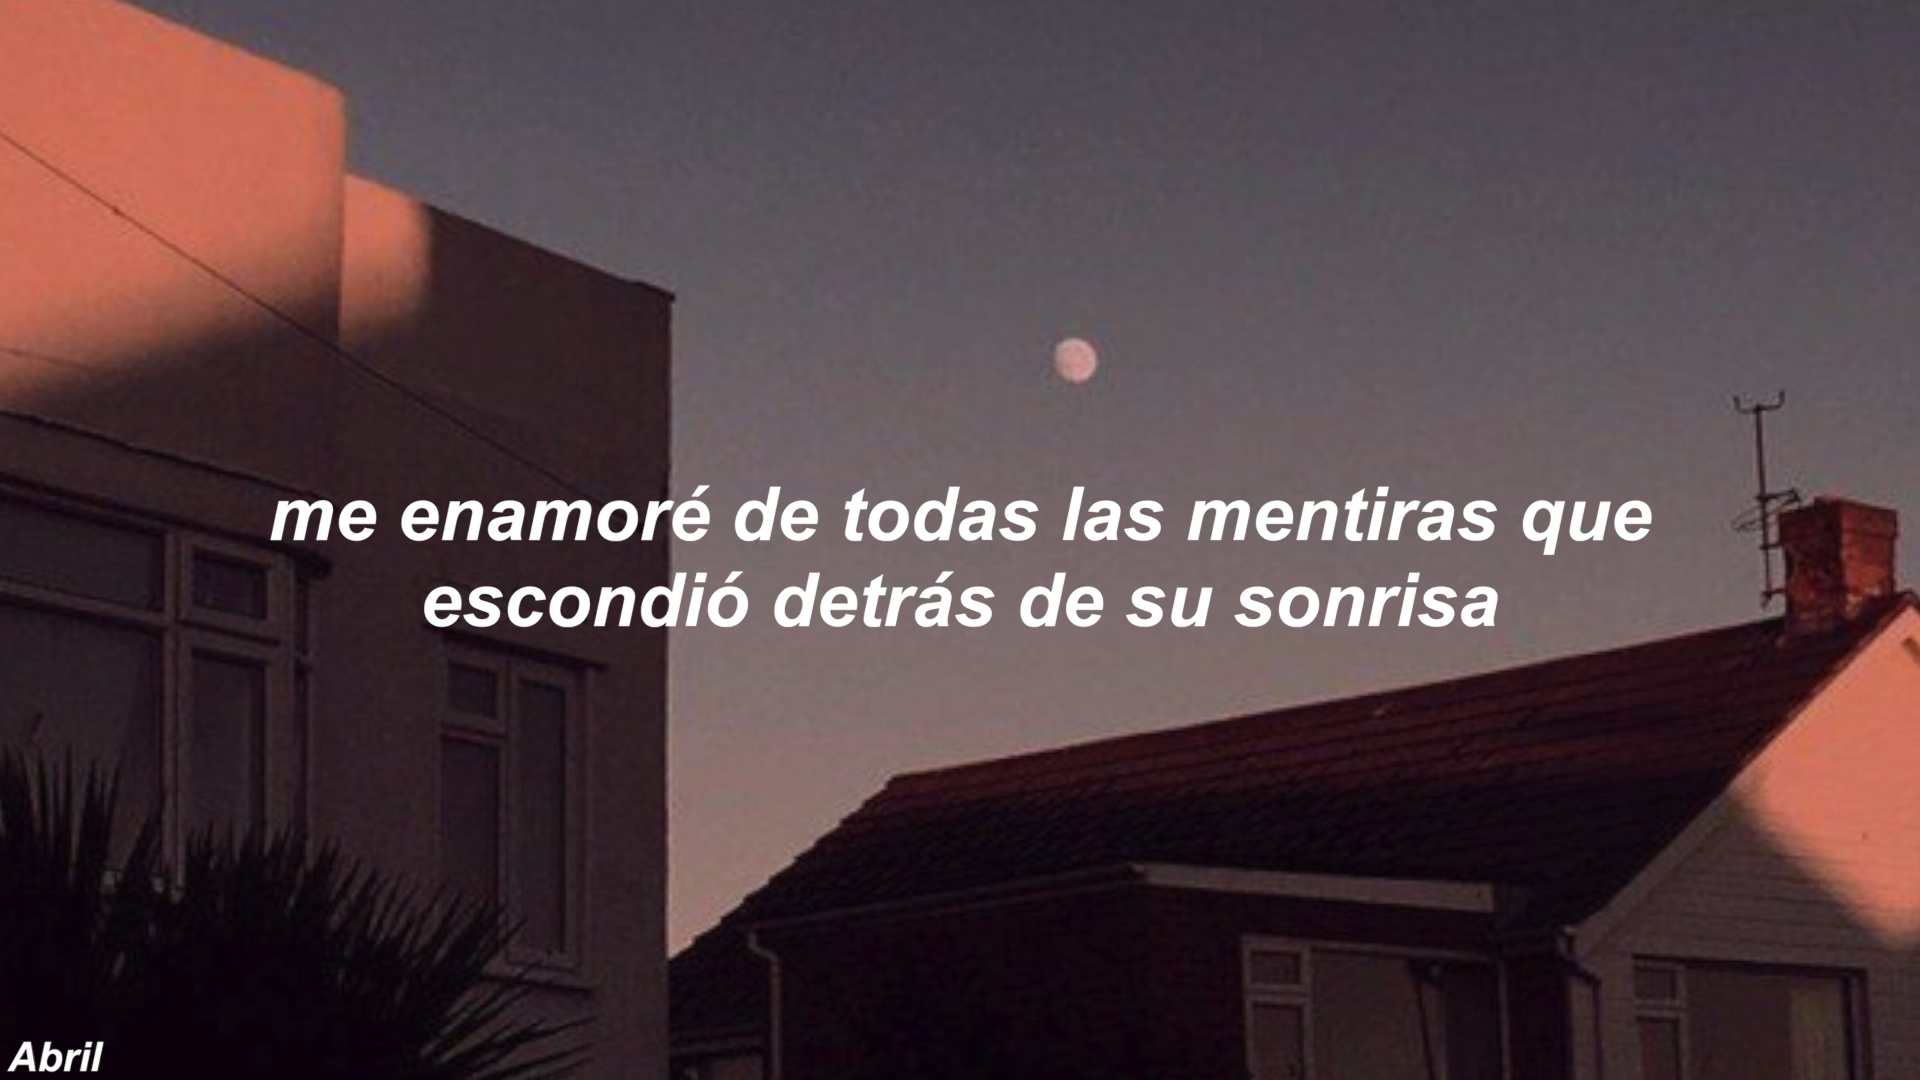 me enamoré de todas las mentiras que
escondió detrás de su sonrisa
Abril